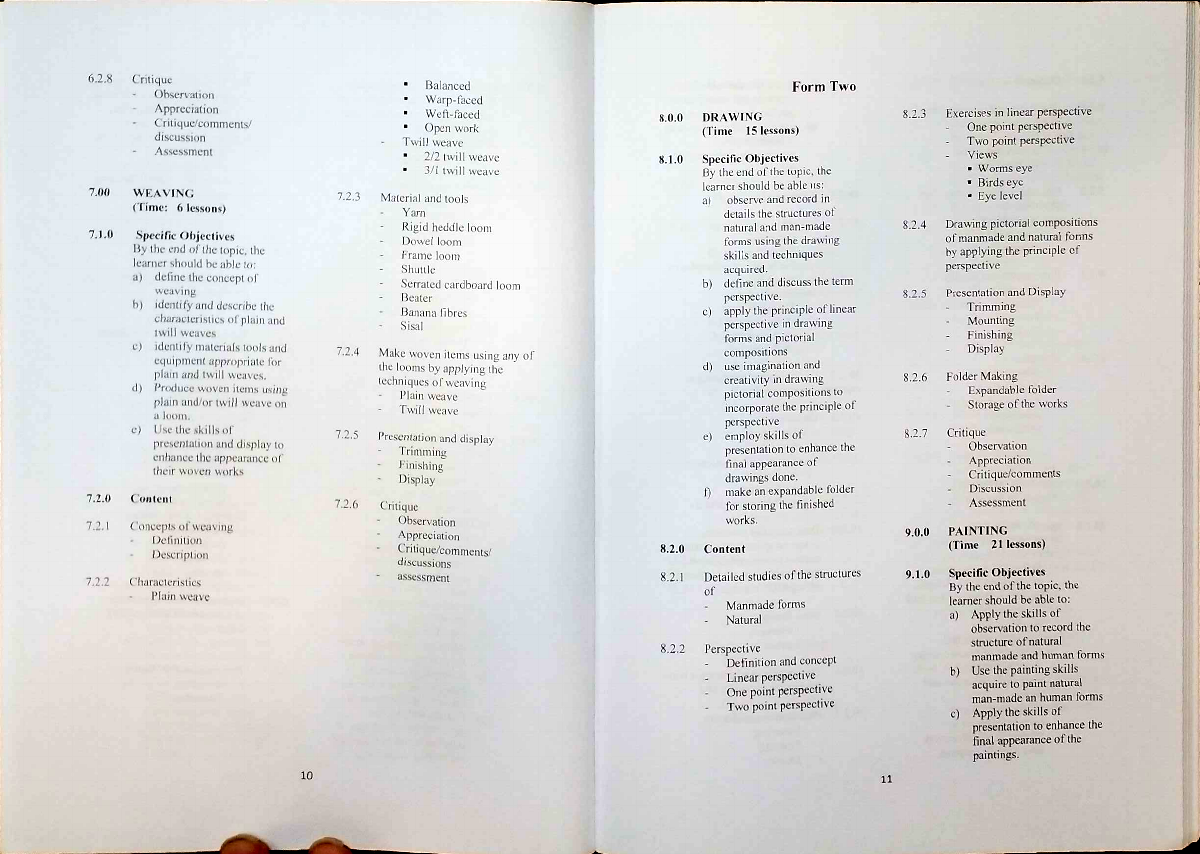 6.2.8 Critique
- Observation
- Appreciation
- Critique/comments/
discussion
- Assessment
7.00 WEAVING
(Time: 6 lessons)
7.1.0 Specific Objectives
By the end of the topic, the
learner should be able to:
a) define the concept of
weaving
b) identify and describe the
characteristics of plain and
twill weaves
c) identify materials tools and
equipment appropriate for
plain and twill weaves.
d) Produce woven items using
plain and/or twill weave on
a loom.
e) Use the skills of
presentation and display to
enhance the appearance of
their woven works
7.2.0 Content
7.2.1 Concepts of weaving
- Definition
- Description
7.2.2 Characteristics
- Plain weave
▪ Balanced
▪ Warp-faced
▪ Weft-faced
▪ Open work
- Twill weave
▪ 2/2 twill weave
▪ 3/1 twill weave
7.2.3 Material and tools
- Yarn
- Rigid heddle loom
- Dowel loom
- Frame loom
- Shuttle
- Serrated cardboard loom
- Beater
- Banana fibres
- Sisal
7.2.4 Make woven items using any of
the looms by applying the
techniques of weaving
- Plain weave
- Twill weave
7.2.5 Presentation and display
- Trimming
- Finishing
- Display
7.2.6 Critique
- Observation
- Appreciation
- Critique/comments/
discussions
- assessment
10
Form Two
8.0.0 DRAWING
(Time 15 lessons)
8.1.0 Specific Objectives
By the end of the topic, the
learner should be able to:
a) observe and record in
details the structures of
natural and man-made
forms using the drawing
skills and techniques
acquired.
b) define and discuss the term
perspective.
c) apply the principle of linear
perspective in drawing
forms and pictorial
compositions
d) use imagination and
creativity in drawing
pictorial compositions to
incorporate the principle of
perspective
e) employ skills of
presentation to enhance the
final appearance of
drawings done.
f) make an expandable folder
for storing the finished
works.
8.2.0 Content
8.2.1 Detailed studies of the structures
of
- Manmade forms
- Natural
8.2.2 Perspective
- Definition and concept
- Linear perspective
- One point perspective
- Two point perspective
8.2.3 Exercises in linear perspective
- One point perspective
- Two point perspective
- Views
▪ Worms eye
▪ Birds eye
▪ Eye level
8.2.4 Drawing pictorial compositions
of manmade and natural forms
by applying the principle of
perspective
8.2.5 Presentation and Display
- Trimming
- Mounting
- Finishing
- Display
8.2.6 Folder Making
- Expandable folder
- Storage of the works
8.2.7 Critique
- Observation
- Appreciation
- Critique/comments
- Discussion
- Assessment
9.0.0 PAINTING
(Time 21 lessons)
9.1.0 Specific Objectives
By the end of the topic, the
learner should be able to:
a) Apply the skills of
observation to record the
structure of natural
manmade and human forms
b) Use the painting skills
acquire to paint natural
man-made an human forms
c) Apply the skills of
presentation to enhance the
final appearance of the
paintings.
11